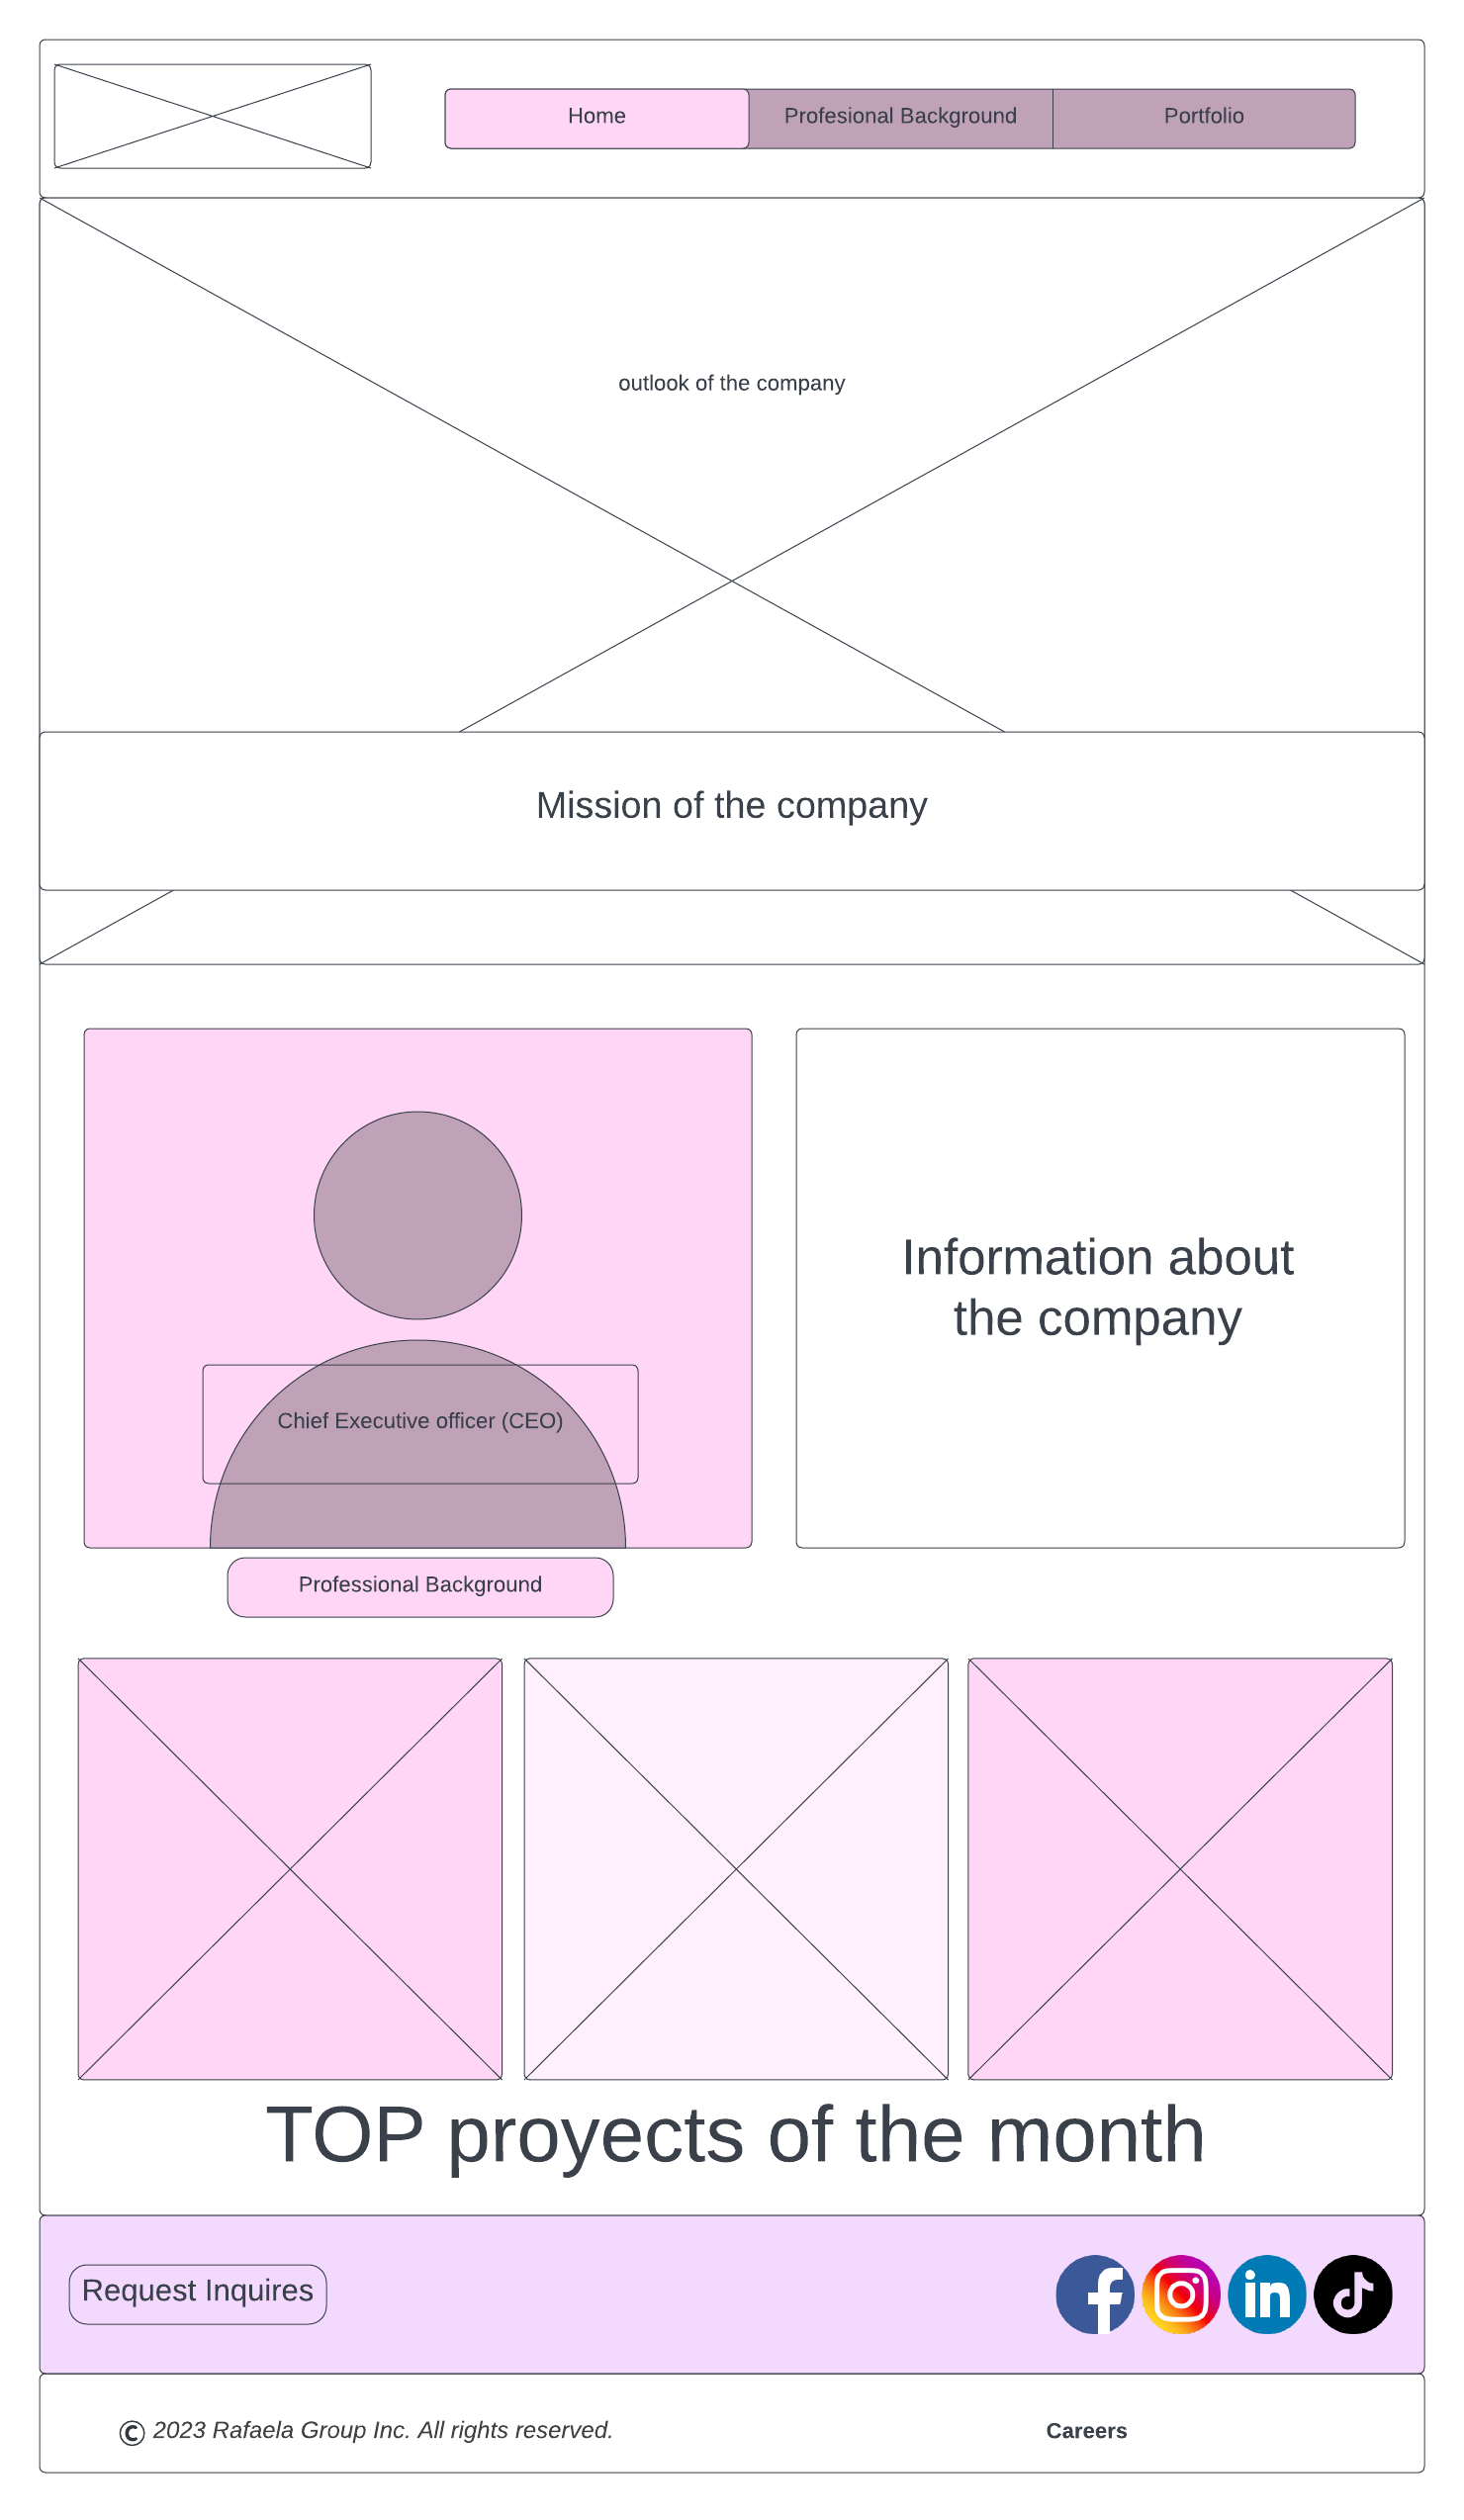 Home
Profesional Background
Portfolio
outlook of the company
Mission of the company
Information about
the company
Chief Executive officer (CEO)
Professional Background
TOP proyects of the month
Request Inquires
© 2023 Rafaela Group Inc. All rights reserved.
Careers